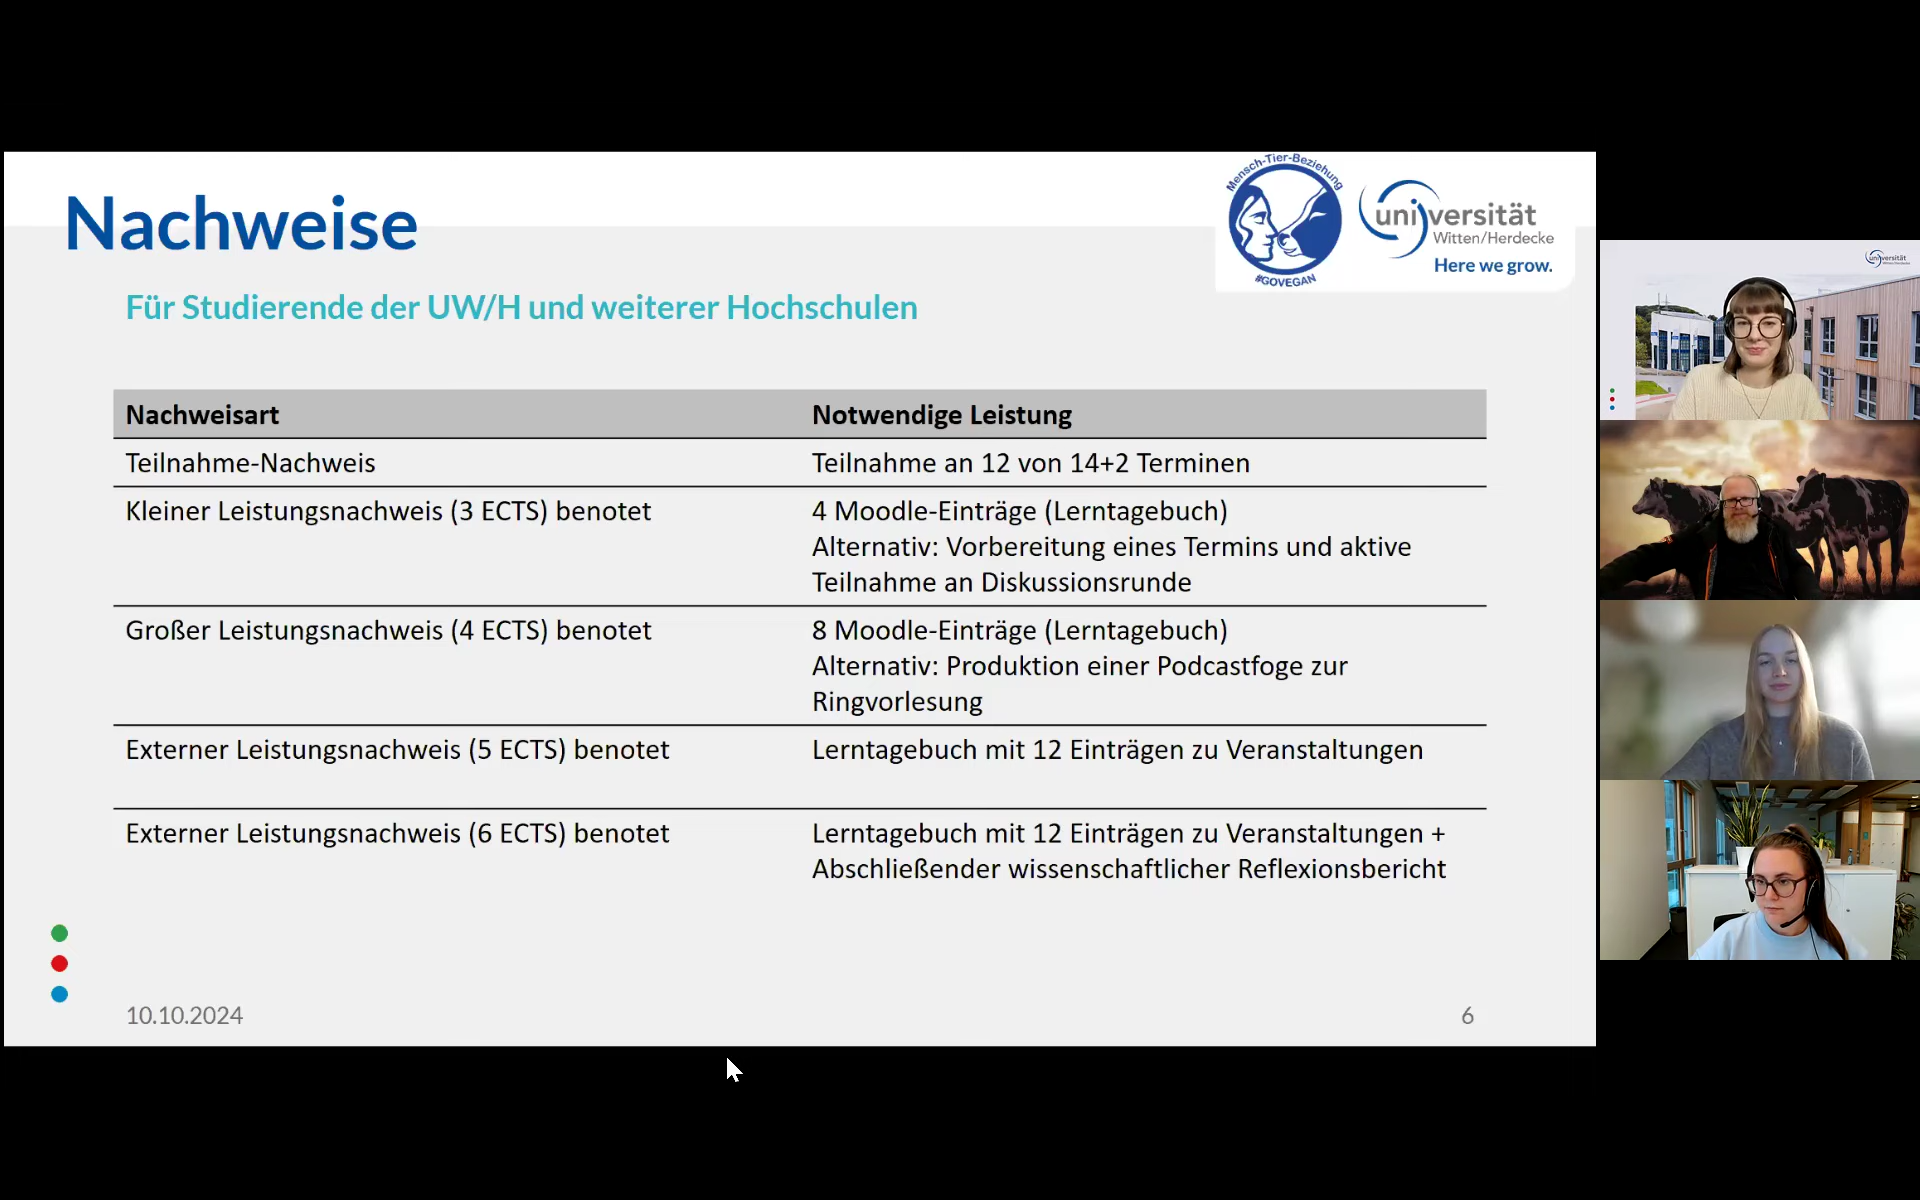 Nachweise
Mensch-Tier-Beziehung
#GOVEGAN
universität
Witten/Herdecke
Here we grow.
Für Studierende der UW/H und weiterer Hochschulen
Nachweisart
Notwendige Leistung
Teilnahme-Nachweis
Teilnahme an 12 von 14+2 Terminen
Kleiner Leistungsnachweis (3 ECTS) benotet
4 Moodle-Einträge (Lerntagebuch)
Alternativ: Vorbereitung eines Termins und aktive
Teilnahme an Diskussionsrunde
Großer Leistungsnachweis (4 ECTS) benotet
8 Moodle-Einträge (Lerntagebuch)
Alternativ: Produktion einer Podcastfoge zur
Ringvorlesung
Externer Leistungsnachweis (5 ECTS) benotet
Lerntagebuch mit 12 Einträgen zu Veranstaltungen
Externer Leistungsnachweis (6 ECTS) benotet
Lerntagebuch mit 12 Einträgen zu Veranstaltungen +
Abschließender wissenschaftlicher Reflexionsbericht
10.10.2024
6
universität